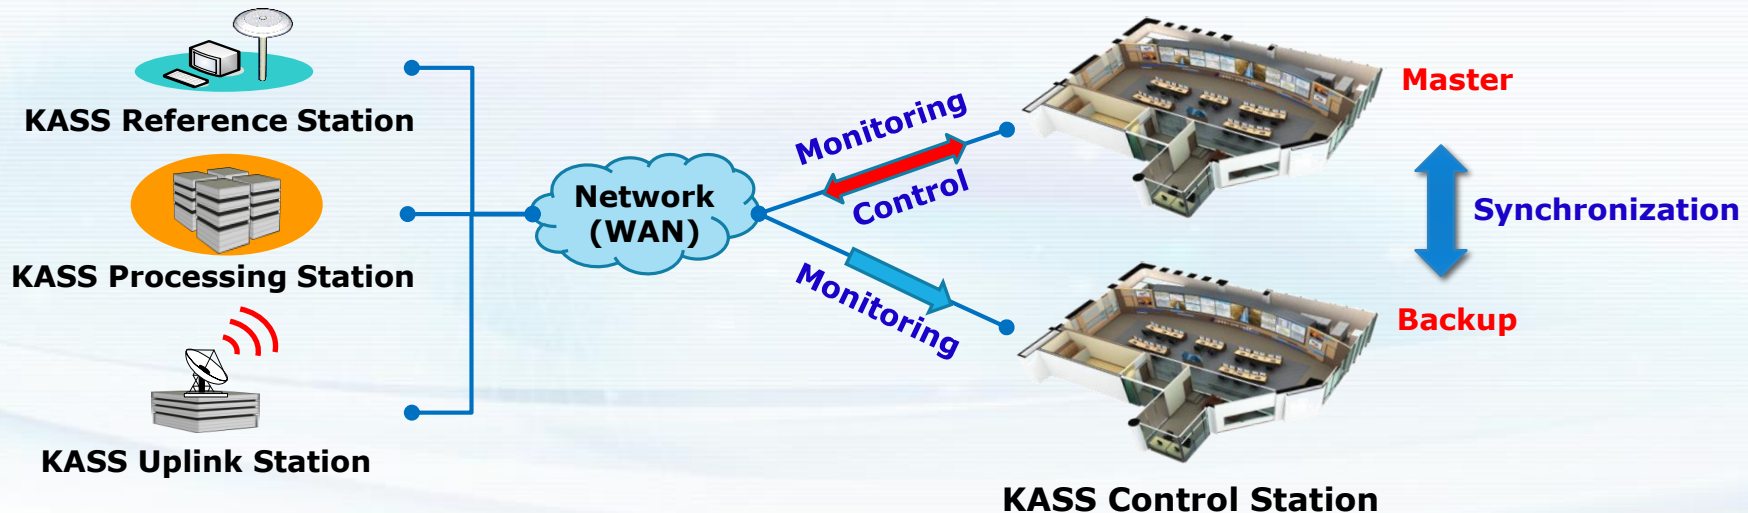 KASS Reference Station
KASS Processing Station
KASS Uplink Station
Network
(WAN)
Monitoring
Control
Monitoring
Master
Synchronization
Backup
KASS Control Station